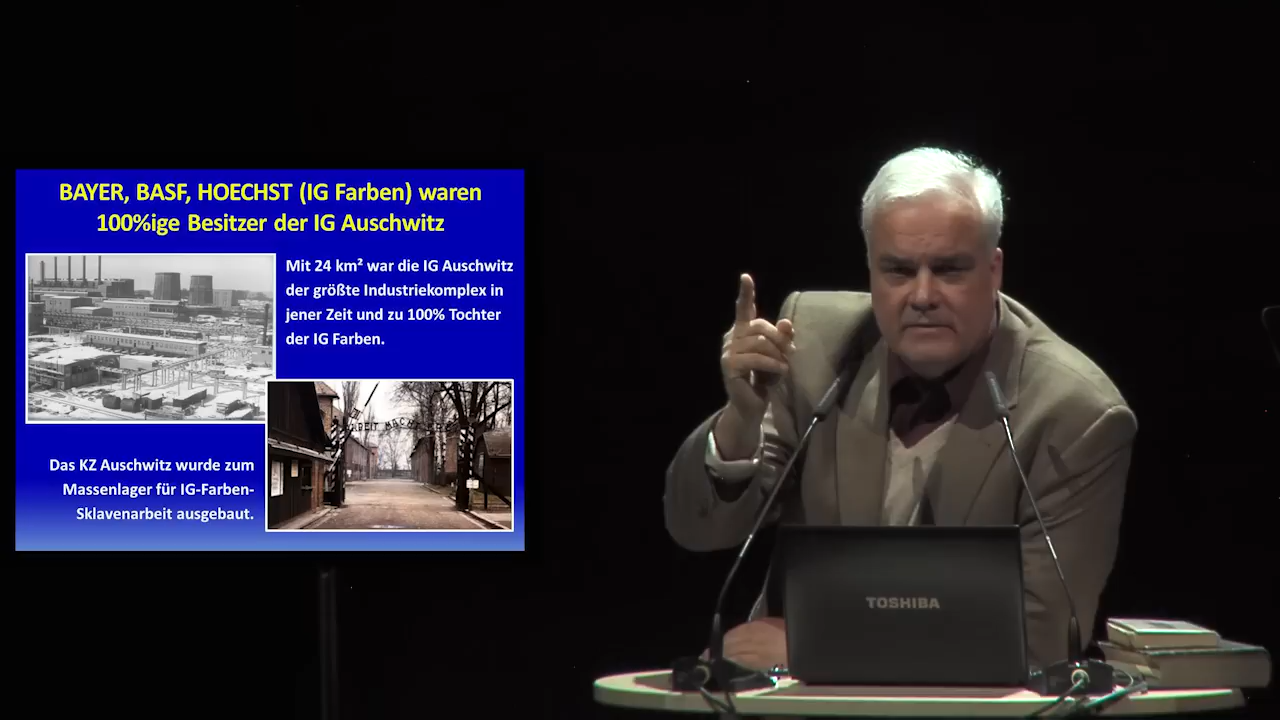 BAYER, BASF, HOECHST (IG Farben) waren
100%ige Besitzer der IG Auschwitz
Mit 24 km² war die IG Auschwitz
der größte Industriekomplex in
jener Zeit und zu 100% Tochter
der IG Farben.
ARBEIT MACHT
Das KZ Auschwitz wurde zum
Massenlager für IG-Farben-
Sklavenarbeit ausgebaut.
TOSHIBA